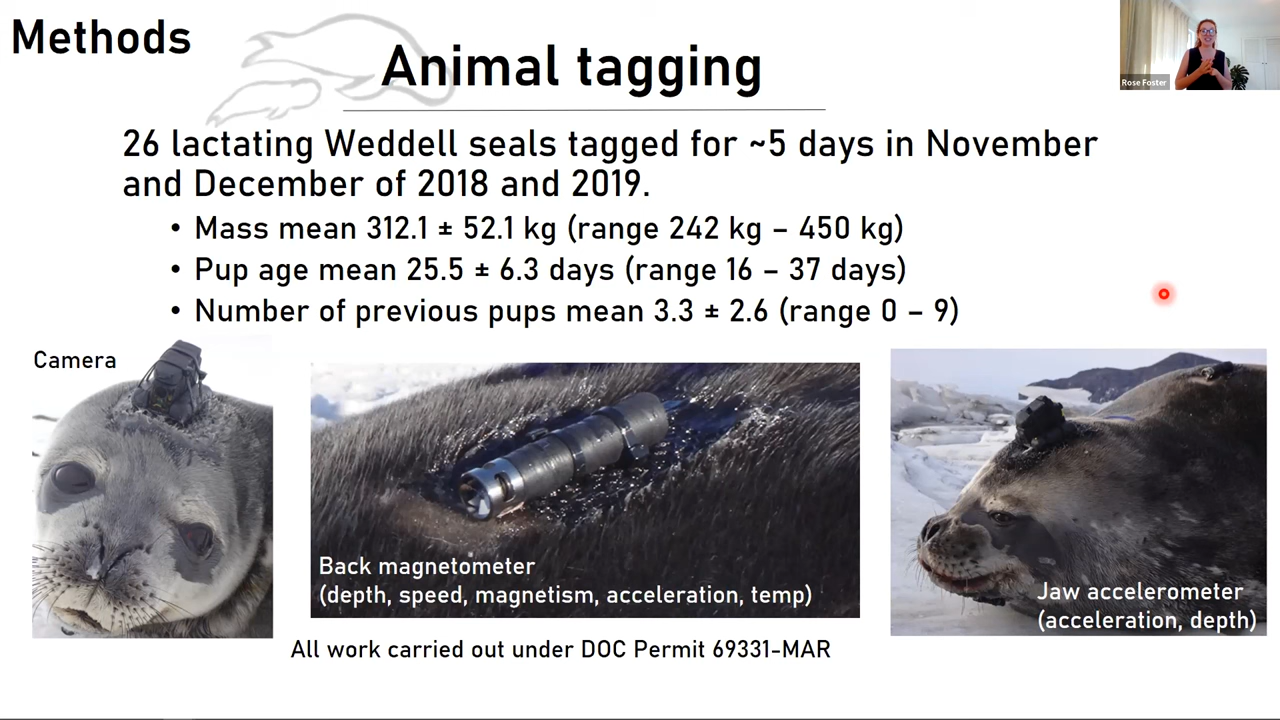 Methods
Animal tagging
Rose Foster
26 lactating Weddell seals tagged for ~5 days in November
and December of 2018 and 2019.
• Mass mean 312.1 ± 52.1 kg (range 242 kg – 450 kg)
• Pup age mean 25.5 ± 6.3 days (range 16 – 37 days)
• Number of previous pups mean 3.3 ± 2.6 (range 0 – 9)
Camera
Back magnetometer
(depth, speed, magnetism, acceleration, temp)
Jaw accelerometer
(acceleration, depth)
All work carried out under DOC Permit 69331-MAR